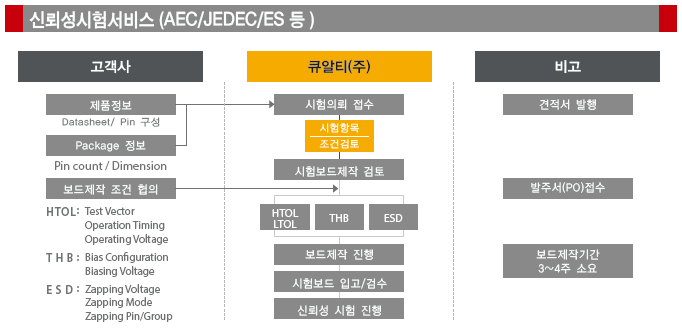 신뢰성시험서비스 (AEC/JEDEC/ES 등 )
고객사
큐알티(주)
비고
제품정보
Datasheet/ Pin 구성
Package 정보
Pin count / Dimension
보드제작 조건 협의
HTOL: Test Vector
Operation Timing
Operating Voltage
T H B : Bias Configuration
Biasing Voltage
E S D : Zapping Voltage
Zapping Mode
Zapping Pin/Group
시험의뢰 접수
시험항목
조건검토
시험보드제작 검토
HTOL
LTOL
THB
ESD
보드제작 진행
시험보드 입고/검수
신뢰성 시험 진행
견적서 발행
발주서(PO)접수
보드제작기간
3~4주 소요